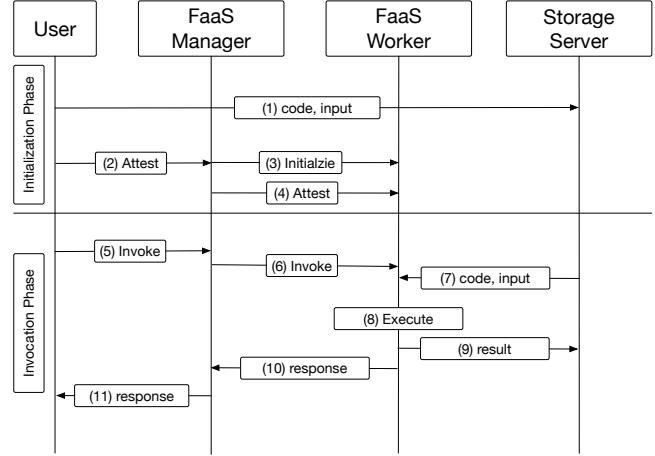 User
FaaS
Manager
FaaS
Worker
Storage
Server
Initialization Phase
(1) code, input
(2) Attest
(3) Initialzie
(4) Attest
Invocation Phase
(5) Invoke
(6) Invoke
(7) code, input
(8) Execute
(9) result
(10) response
(11) response